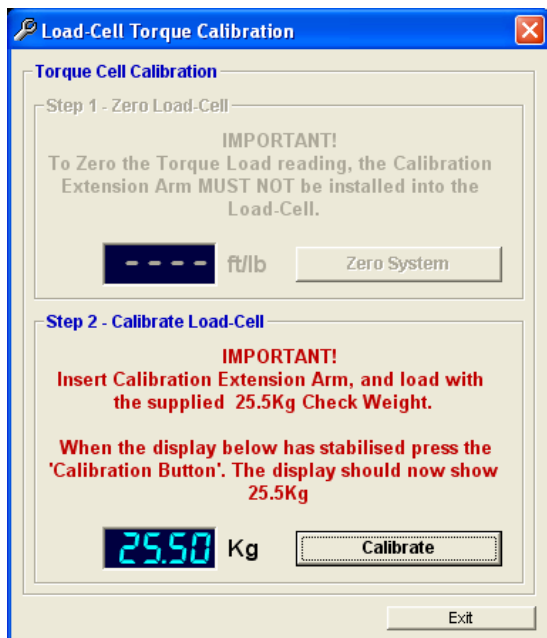 Load-Cell Torque Calibration
Torque Cell Calibration
Step 1 - Zero Load-Cell
IMPORTANT!
To Zero the Torque Load reading, the Calibration
Extension Arm MUST NOT be installed into the
Load-Cell.
---- ft/lb Zero System
Step 2 - Calibrate Load-Cell
IMPORTANT!
Insert Calibration Extension Arm, and load with
the supplied 25.5Kg Check Weight.
When the display below has stabilised press the
'Calibration Button'. The display should now show
25.5Kg
25.50 Kg Calibrate
Exit